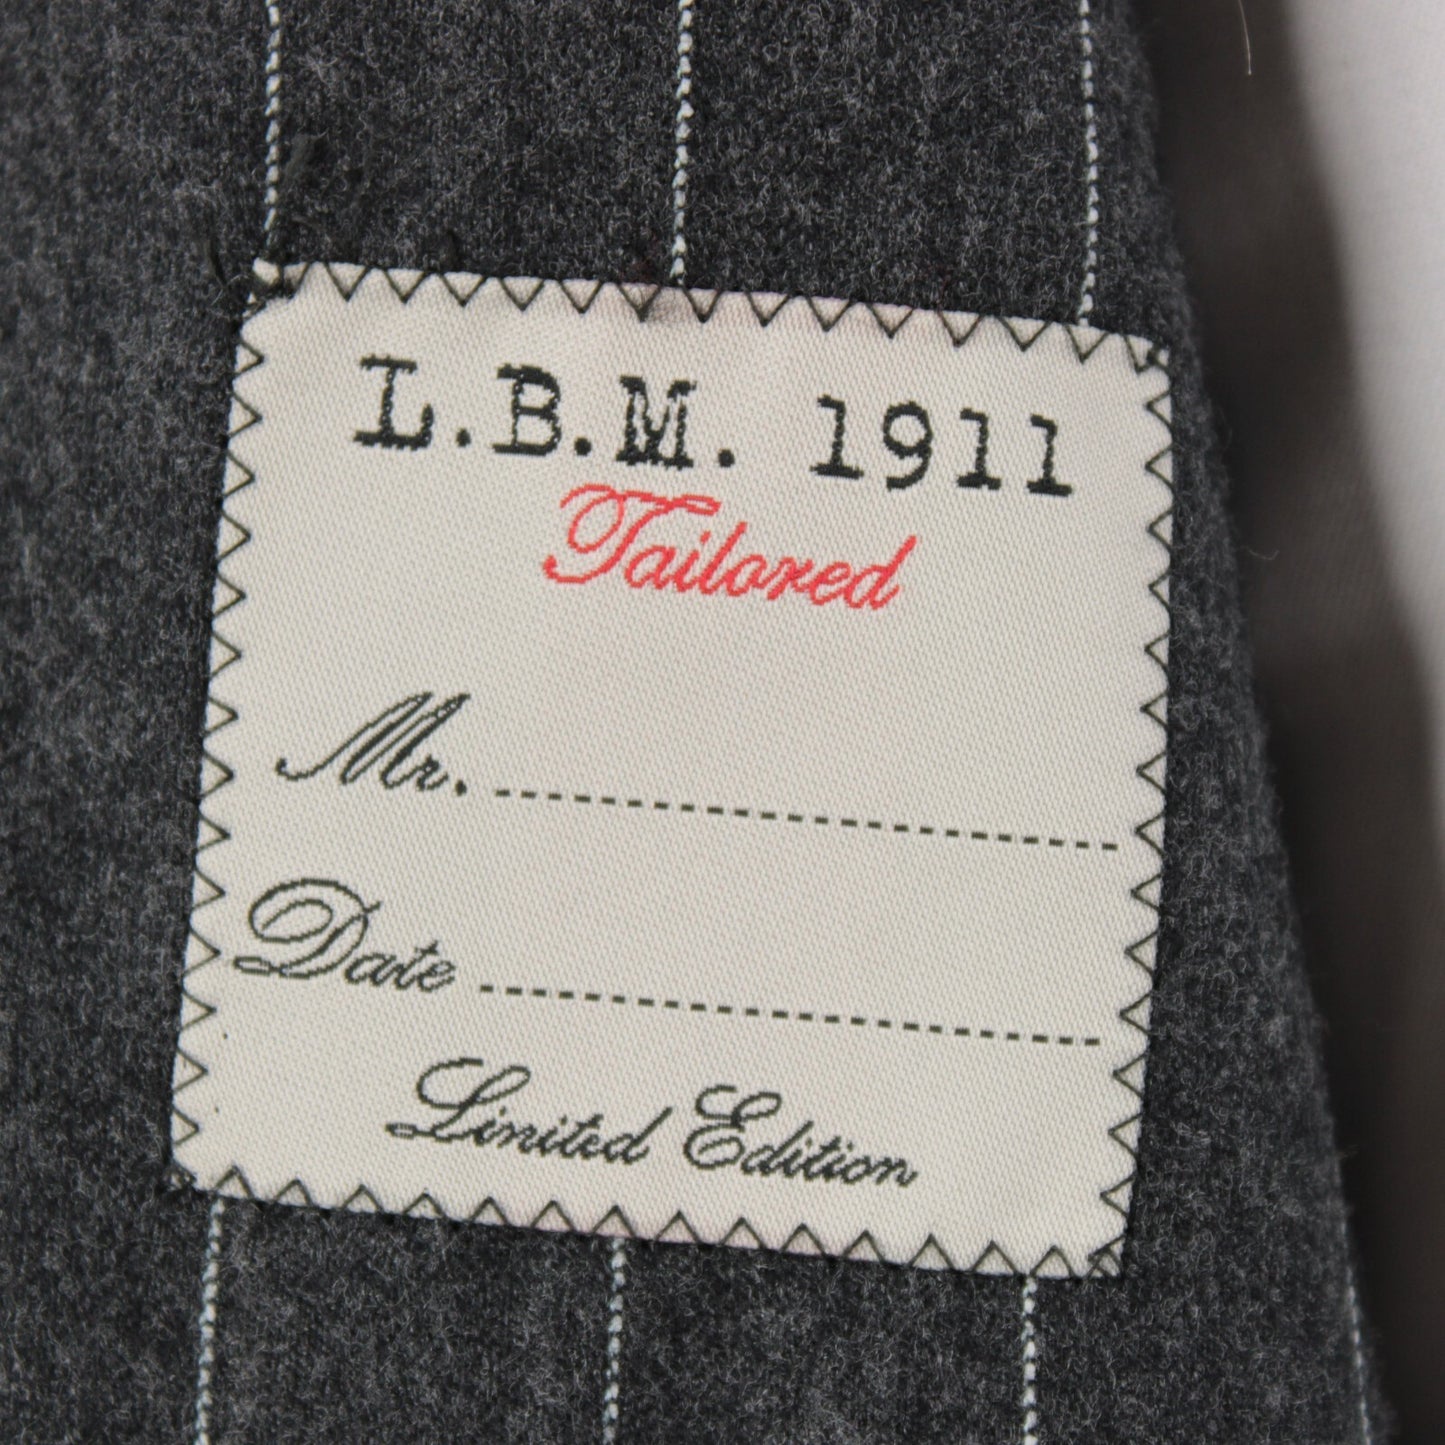 L.B.M. 1911
Tailored
Mr.
Date
Limited Edition